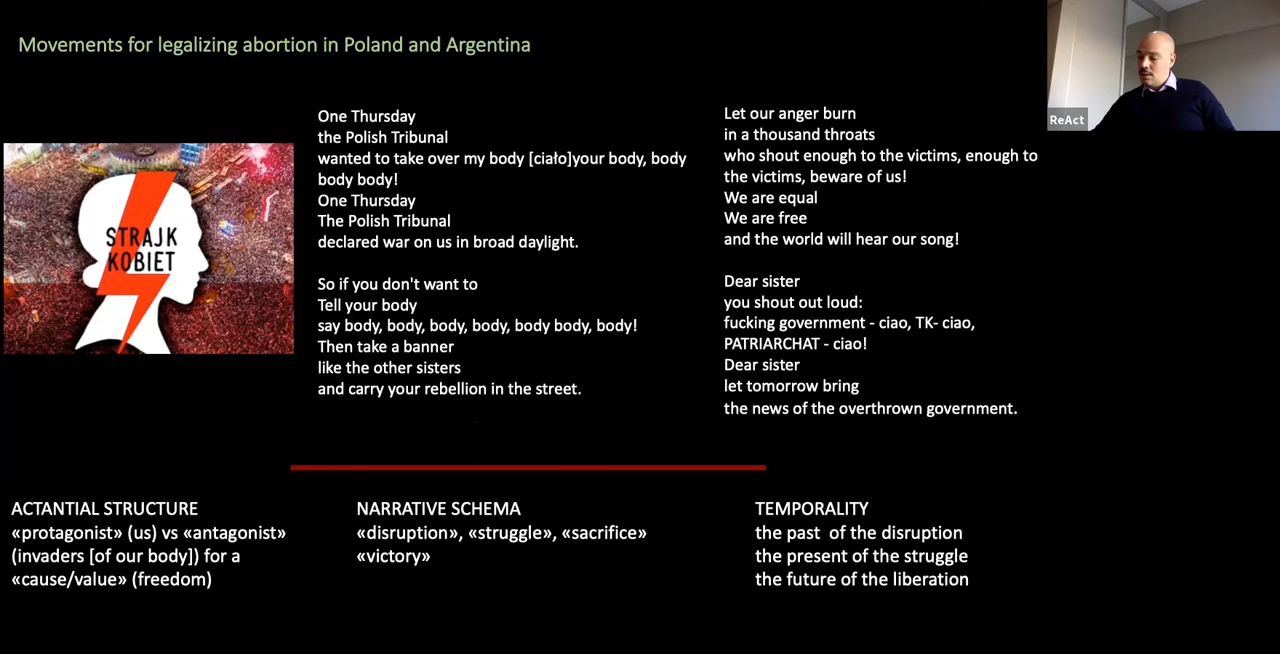 Movements for legalizing abortion in Poland and Argentina
ReAct
STRAJK
KOBIET
One Thursday
the Polish Tribunal
wanted to take over my body [ciało]your body, body
body body!
One Thursday
The Polish Tribunal
declared war on us in broad daylight.
So if you don't want to
Tell your body
say body, body, body, body, body body, body!
Then take a banner
like the other sisters
and carry your rebellion in the street.
Let our anger burn
in a thousand throats
who shout enough to the victims, enough to
the victims, beware of us!
We are equal
We are free
and the world will hear our song!
Dear sister
you shout out loud:
fucking government - ciao, TK- ciao,
PATRIARCHAT - ciao!
Dear sister
let tomorrow bring
the news of the overthrown government.
ACTANTIAL STRUCTURE
«protagonist» (us) vs «antagonist»
(invaders [of our body]) for a
«cause/value» (freedom)
NARRATIVE SCHEMA
«disruption», «struggle», «sacrifice»
«victory»
TEMPORALITY
the past  of the disruption
the present of the struggle
the future of the liberation